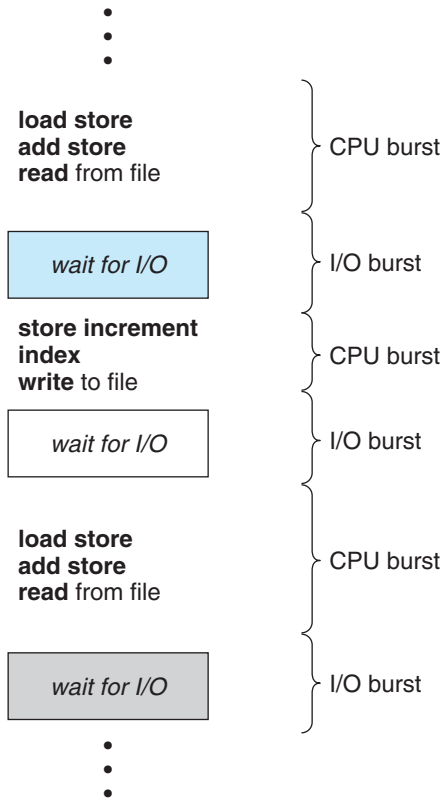 load store
add store
read from file
CPU burst
wait for I/O
I/O burst
store increment
index
write to file
CPU burst
wait for I/O
I/O burst
load store
add store
read from file
CPU burst
wait for I/O
I/O burst